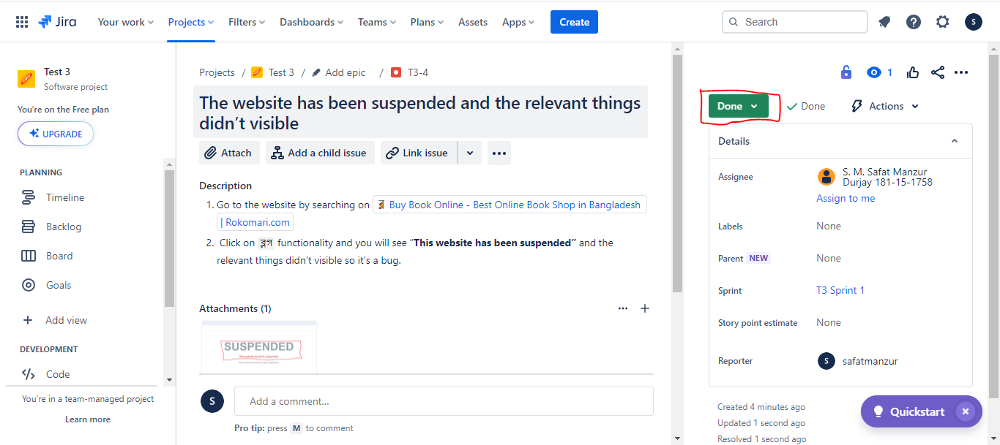 Jira
Your work
Projects
Filters
Dashboards
Teams
Plans
Assets
Apps
Create
Search
S
Test 3
Software project
You're on the Free plan
UPGRADE
PLANNING
Timeline
Backlog
Board
Goals
Add view
DEVELOPMENT
Code
You're in a team-managed project
Learn more
Projects / Test 3 / Add epic / T3-4
The website has been suspended and the relevant things
didn’t visible
Attach
Add a child issue
Link issue
Description
1. Go to the website by searching on Buy Book Online - Best Online Book Shop in Bangladesh
| Rokomari.com
2. Click on ব্লগ functionality and you will see “This website has been suspended” and the
relevant things didn’t visible so it’s a bug.
Attachments (1)
SUSPENDED
This website has been suspended.
S
Add a comment...
Pro tip: press M to comment
1
Done
Done
Actions
Details
Assignee
S. M. Safat Manzur
Durjay 181-15-1758
Assign to me
Labels
None
Parent NEW
None
Sprint
T3 Sprint 1
Story point estimate
None
Reporter
S
safatmanzur
Created 4 minutes ago
Updated 1 second ago
Resolved 1 second ago
Quickstart